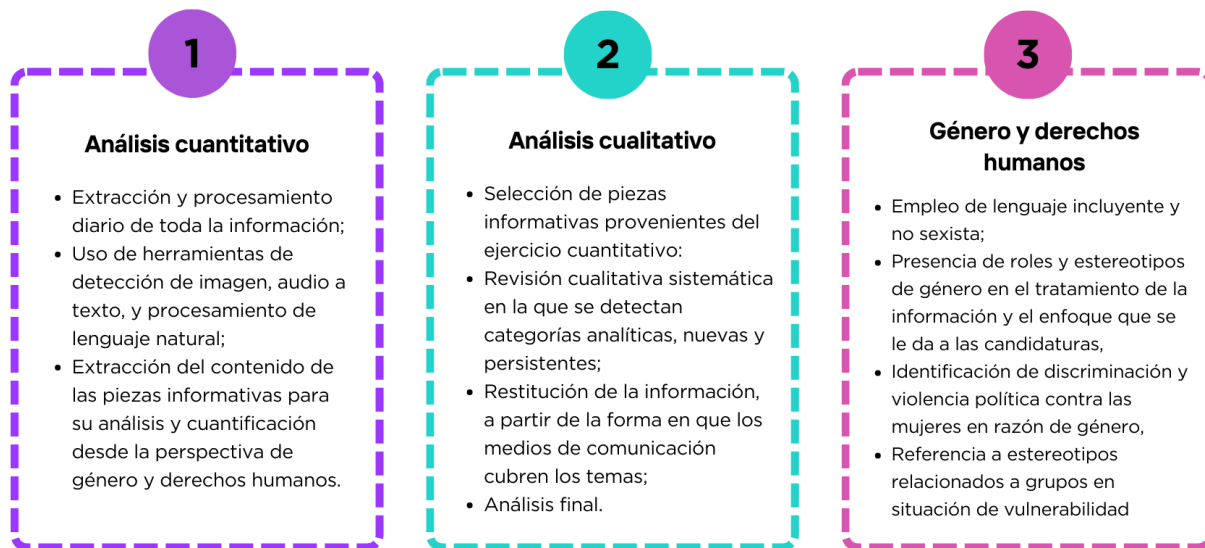 1
Análisis cuantitativo
• Extracción y procesamiento
diario de toda la información;
• Uso de herramientas de
detección de imagen, audio a
texto, y procesamiento de
lenguaje natural;
• Extracción del contenido de
las piezas informativas para
su análisis y cuantificación
desde la perspectiva de
género y derechos humanos.
2
Análisis cualitativo
• Selección de piezas
informativas provenientes del
ejercicio cuantitativo:
• Revisión cualitativa sistemática
en la que se detectan
categorías analíticas, nuevas y
persistentes;
• Restitución de la información,
a partir de la forma en que los
medios de comunicación
cubren los temas;
• Análisis final.
3
Género y derechos
humanos
• Empleo de lenguaje incluyente y
no sexista;
• Presencia de roles y estereotipos
de género en el tratamiento de la
información y el enfoque que se
le da a las candidaturas,
• Identificación de discriminación y
violencia política contra las
mujeres en razón de género,
• Referencia a estereotipos
relacionados a grupos en
situación de vulnerabilidad